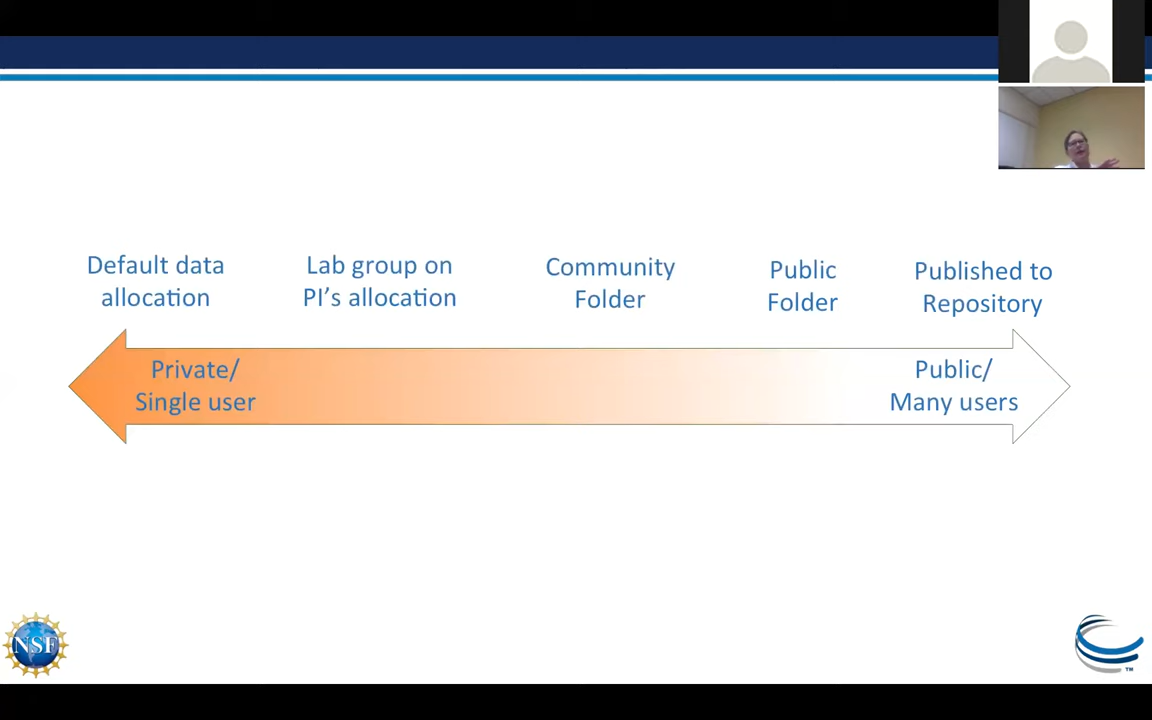 Default data
allocation
Lab group on
PI's allocation
Community
Folder
Public
Folder
Published to
Repository
Private/
Single user
Public/
Many users
NSF
TM